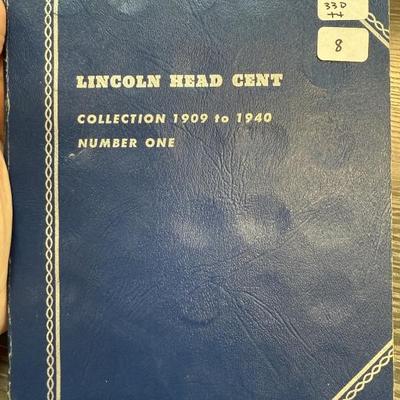 33D
8
LINCOLN HEAD CENT
COLLECTION 1909 to 1940
NUMBER ONE